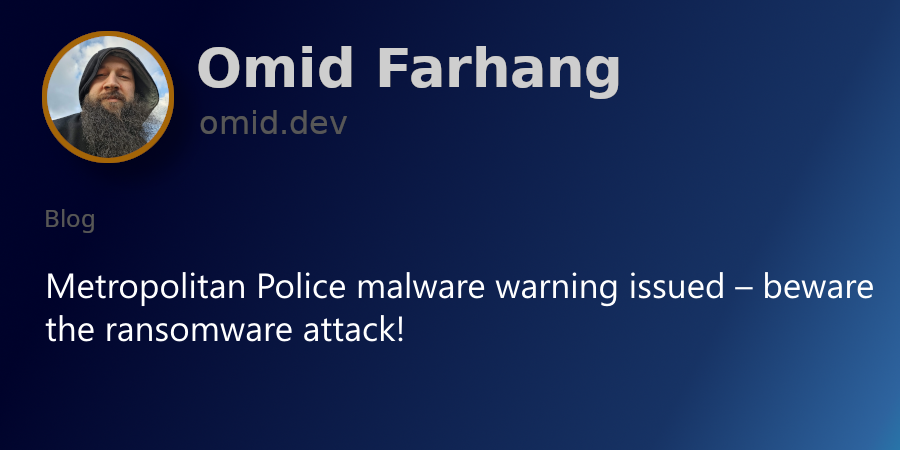 Omid Farhang
omid.dev
Blog
Metropolitan Police malware warning issued – beware
the ransomware attack!